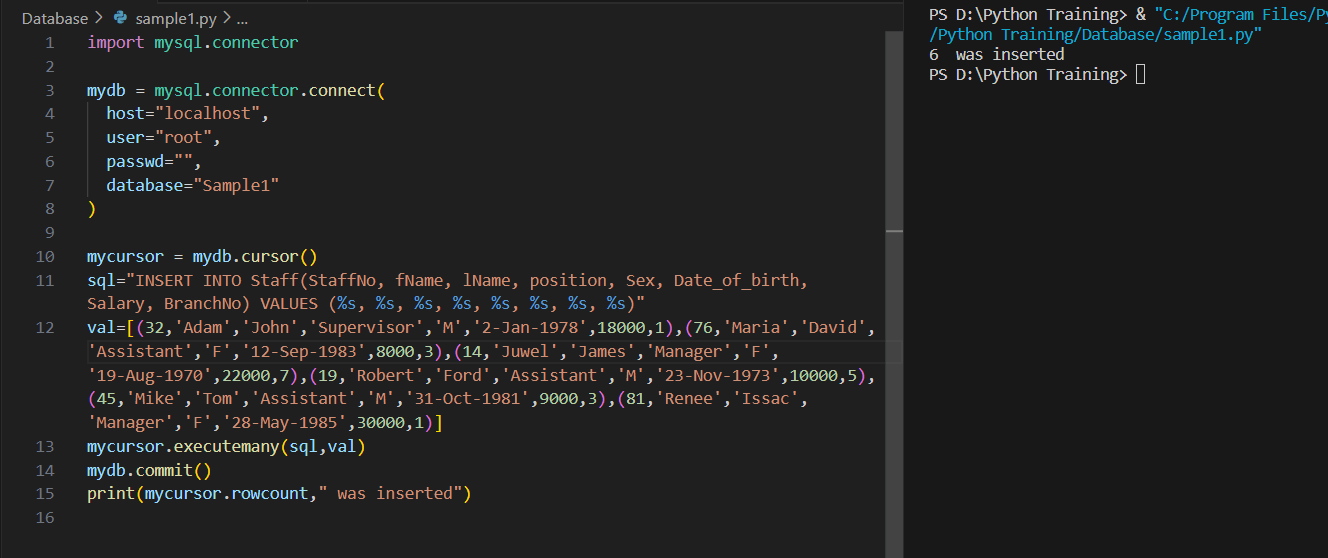 Database > sample1.py > ...
1 import mysql.connector
2
3 mydb = mysql.connector.connect(
4   host="localhost",
5   user="root",
6   passwd="",
7   database="Sample1"
8 )
9
10 mycursor = mydb.cursor()
11 sql="INSERT INTO Staff(StaffNo, fName, lName, position, Sex, Date_of_birth,
Salary, BranchNo) VALUES (%s, %s, %s, %s, %s, %s, %s, %s)"
12 val=[(32,'Adam','John','Supervisor','M','2-Jan-1978',18000,1),(76,'Maria','David',
'Assistant','F','12-Sep-1983',8000,3),(14,'Juwel','James','Manager','F',
'19-Aug-1970',22000,7),(19,'Robert','Ford','Assistant','M','23-Nov-1973',10000,5),
(45,'Mike','Tom','Assistant','M','31-Oct-1981',9000,3),(81,'Renee','Issac',
'Manager','F','28-May-1985',30000,1)]
13 mycursor.executemany(sql,val)
14 mydb.commit()
15 print(mycursor.rowcount," was inserted")
16
PS D:\Python Training> & "C:/Program Files/Py
/Python Training/Database/sample1.py"
6  was inserted
PS D:\Python Training>